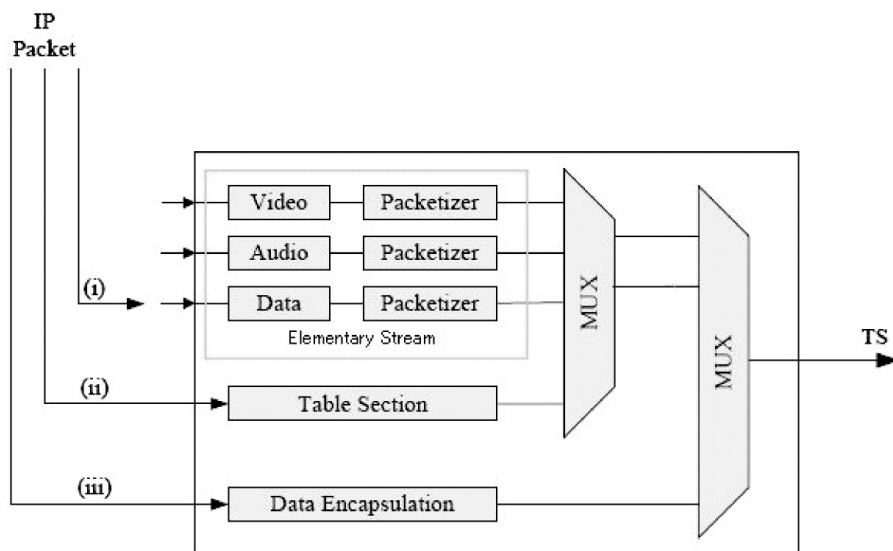 IP
Packet
Video
Packetizer
Audio
Packetizer
(i)
Data
Packetizer
Elementary Stream
MUX
MUX
TS
(ii)
Table Section
(iii)
Data Encapsulation